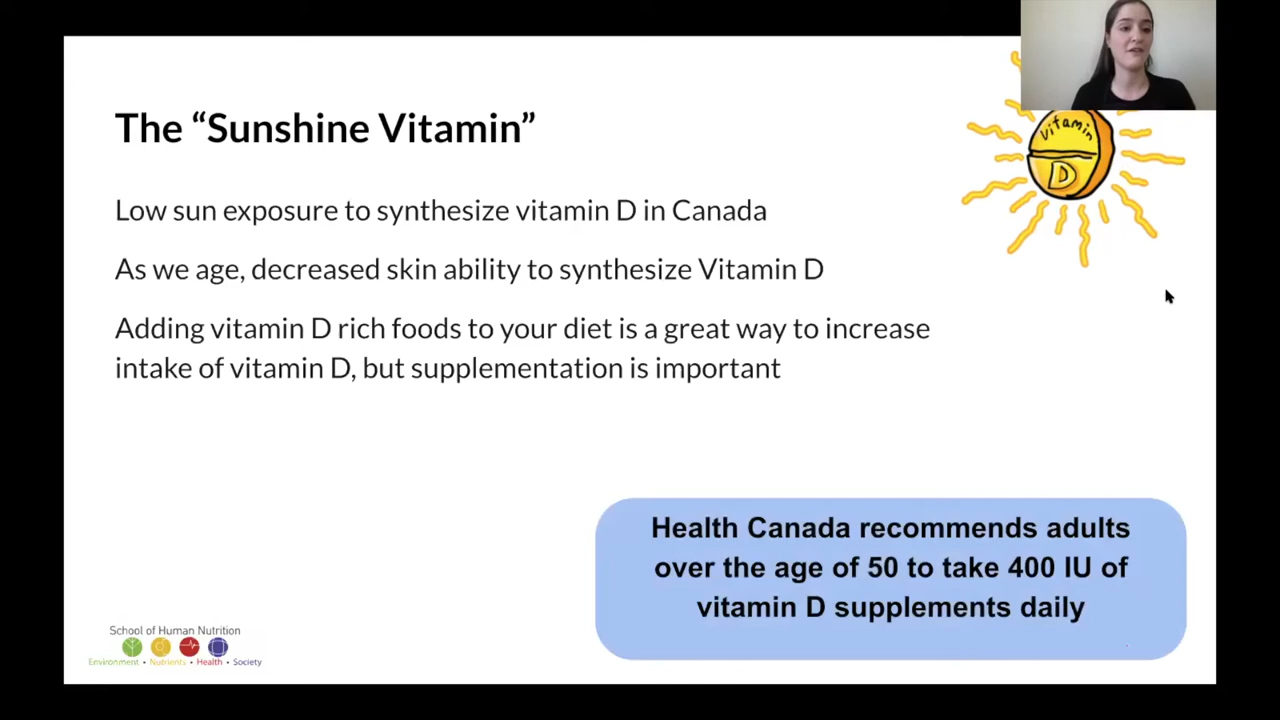 The “Sunshine Vitamin”
vitamin
D
Low sun exposure to synthesize vitamin D in Canada
As we age, decreased skin ability to synthesize Vitamin D
Adding vitamin D rich foods to your diet is a great way to increase
intake of vitamin D, but supplementation is important
Health Canada recommends adults
over the age of 50 to take 400 IU of
vitamin D supplements daily
School of Human Nutrition
Environment • Nutrients • Health • Society